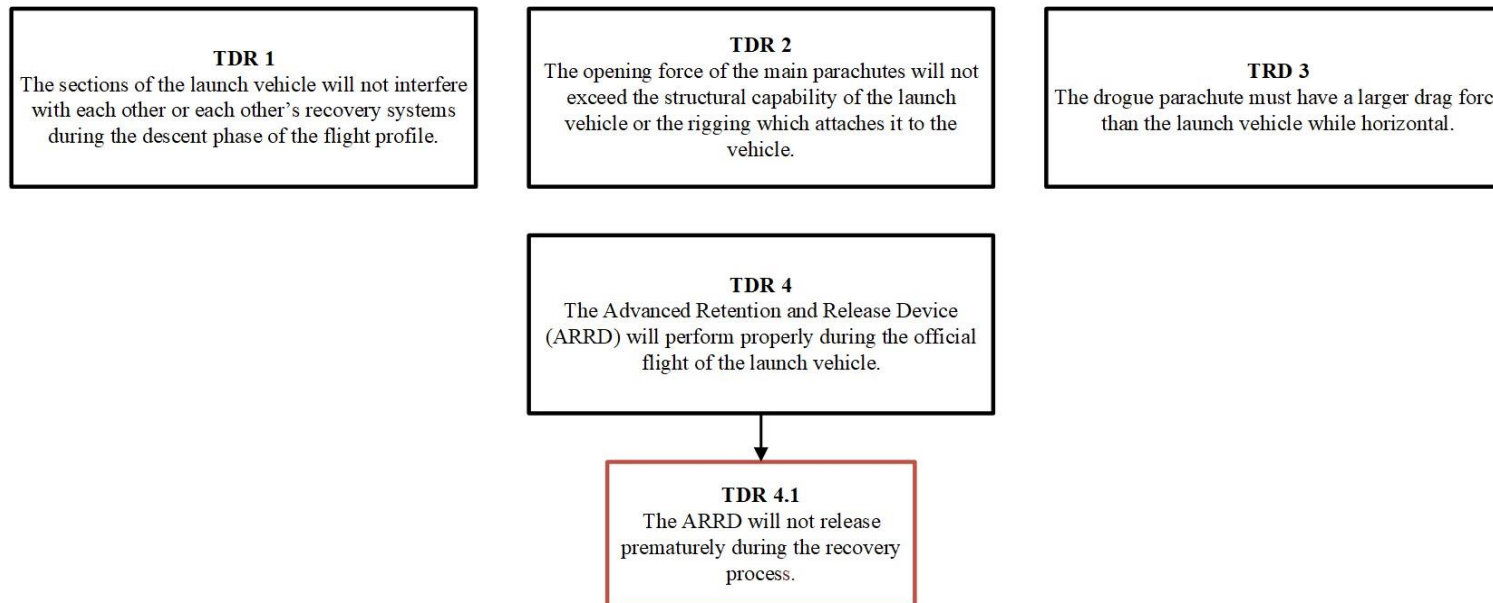 TDR 1
The sections of the launch vehicle will not interfere
with each other or each other's recovery systems
during the descent phase of the flight profile.
TDR 2
The opening force of the main parachutes will not
exceed the structural capability of the launch
vehicle or the rigging which attaches it to the
vehicle.
TRD 3
The drogue parachute must have a larger drag force
than the launch vehicle while horizontal.
TDR 4
The Advanced Retention and Release Device
(ARRD) will perform properly during the official
flight of the launch vehicle.
TDR 4.1
The ARRD will not release
prematurely during the recovery
process.